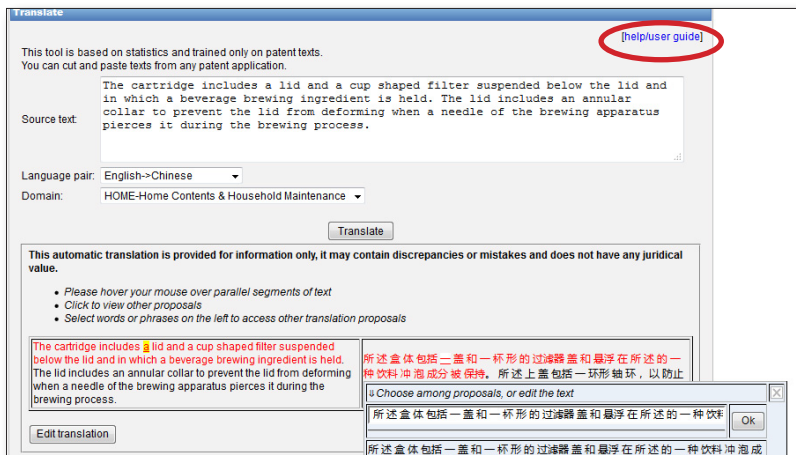 Translate
[help/user guide]
This tool is based on statistics and trained only on patent texts.
You can cut and paste texts from any patent application.
Source text:
The cartridge includes a lid and a cup shaped filter suspended below the lid and
in which a beverage brewing ingredient is held. The lid includes an annular
collar to prevent the lid from deforming when a needle of the brewing apparatus
pierces it during the brewing process.
Language pair: English->Chinese
Domain: HOME-Home Contents & Household Maintenance
Translate
This automatic translation is provided for information only, it may contain discrepancies or mistakes and does not have any juridical
value.
• Please hover your mouse over parallel segments of text
• Click to view other proposals
• Select words or phrases on the left to access other translation proposals
The cartridge includes a lid and a cup shaped filter suspended
below the lid and in which a beverage brewing ingredient is held.
The lid includes an annular collar to prevent the lid from deforming
when a needle of the brewing apparatus pierces it during the
brewing process.
所述盒体包括一盖和一杯形的过滤器盖和悬浮在所述的一
种饮料冲泡成分被保持。所述上盖包括一环形轴环，以防止
⇓ Choose among proposals, or edit the text
所述盒体包括一盖和一杯形的过滤器盖和悬浮在所述的一种饮料
Ok
所述盒体包括一盖和一杯形的过滤器盖和悬浮在所述的一种饮料冲泡成
Edit translation